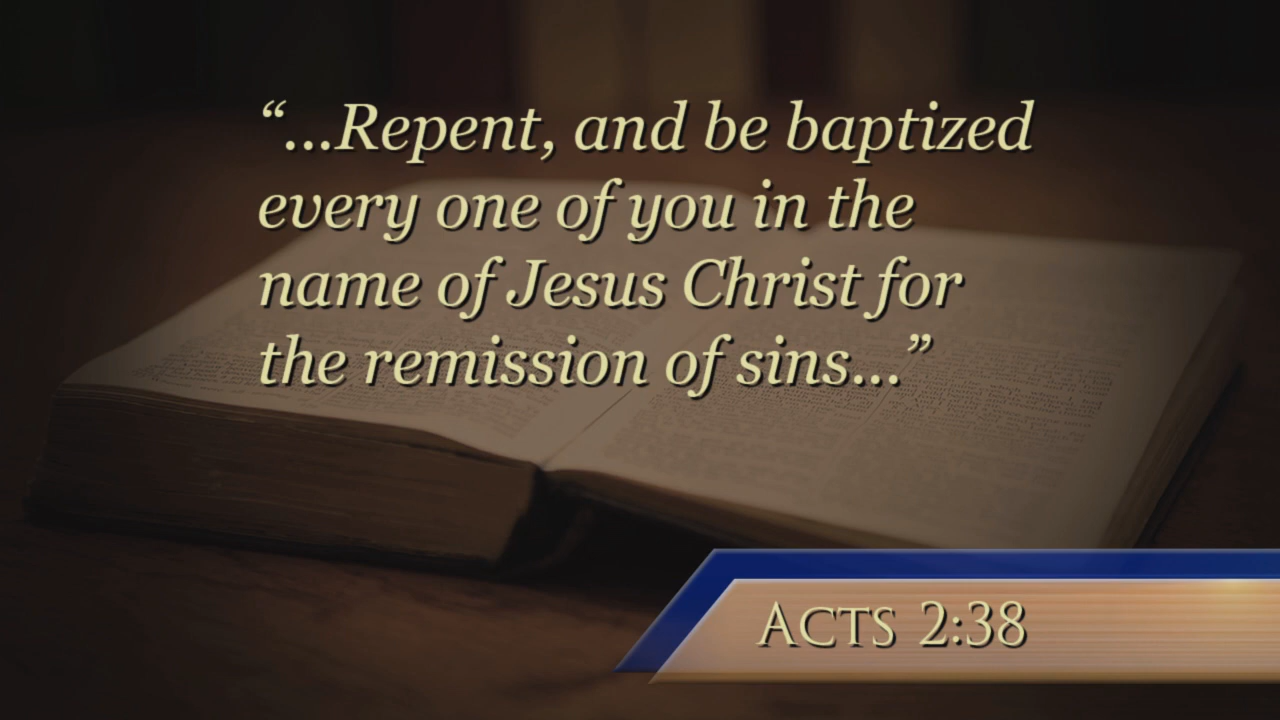 “...Repent, and be baptized
every one of you in the
name of Jesus Christ for
the remission of sins...”
Acts 2:38